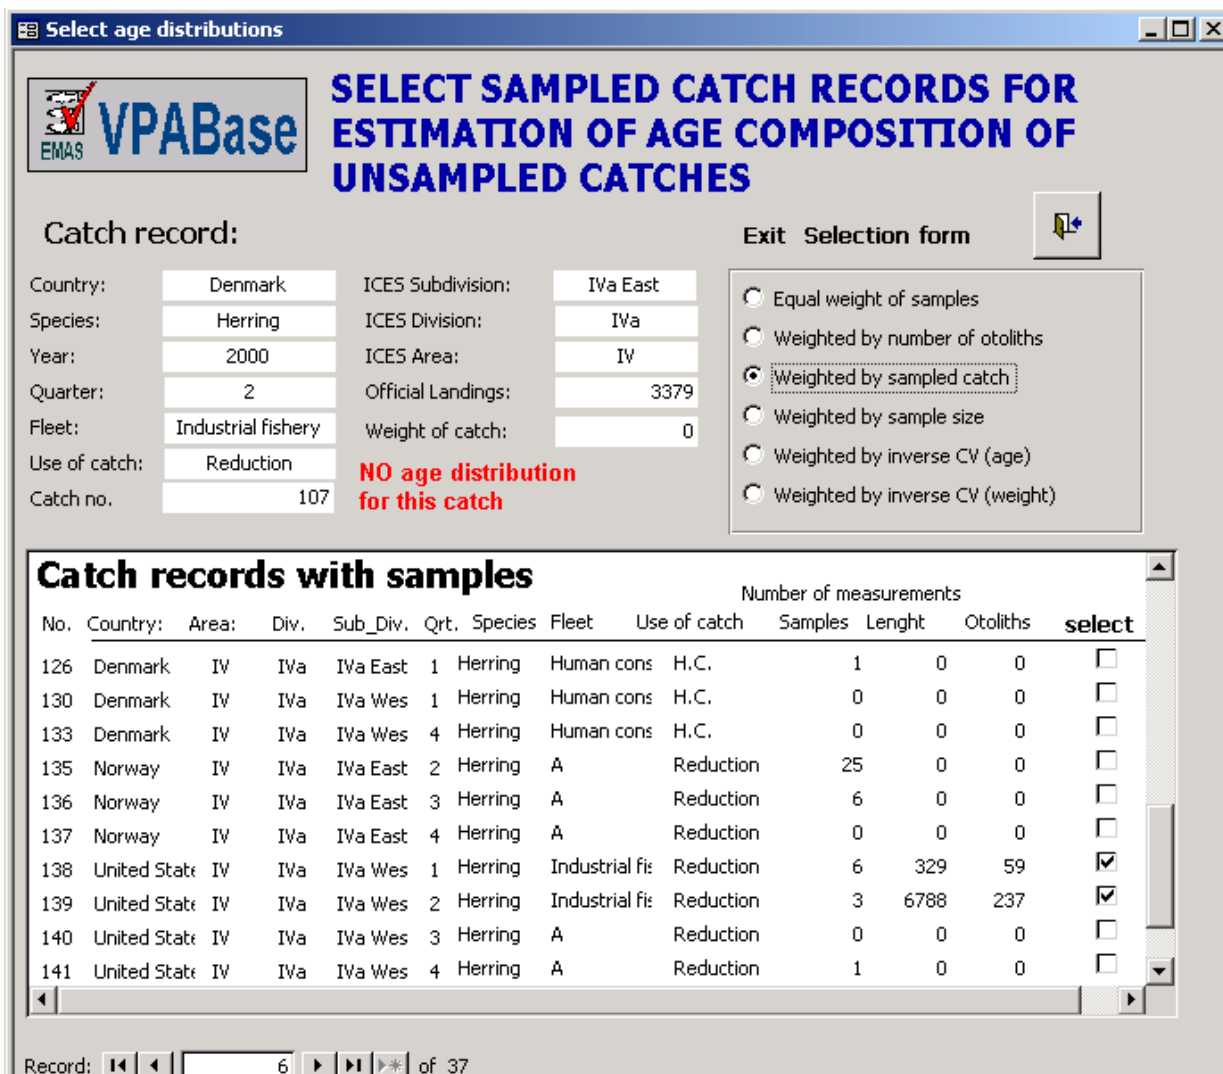 Select age distributions
EMAS VPABase
SELECT SAMPLED CATCH RECORDS FOR
ESTIMATION OF AGE COMPOSITION OF
UNSAMPLED CATCHES
Catch record:
Exit Selection form
Country: Denmark ICES Subdivision: IVa East
Species: Herring ICES Division: IVa
Year: 2000 ICES Area: IV
Quarter: 2 Official Landings: 3379
Fleet: Industrial fishery Weight of catch: 0
Use of catch: Reduction
Catch no. 107
NO age distribution
for this catch
Equal weight of samples
Weighted by number of otoliths
Weighted by sampled catch
Weighted by sample size
Weighted by inverse CV (age)
Weighted by inverse CV (weight)
Catch records with samples
Number of measurements
No. Country: Area: Div. Sub_Div. Qrt. Species Fleet Use of catch Samples Lenght Otoliths select
126 Denmark IV IVa IVa East 1 Herring Human cons H.C. 1 0 0
130 Denmark IV IVa IVa Wes 1 Herring Human cons H.C. 0 0 0
133 Denmark IV IVa IVa Wes 4 Herring Human cons H.C. 0 0 0
135 Norway IV IVa IVa East 2 Herring A Reduction 25 0 0
136 Norway IV IVa IVa East 3 Herring A Reduction 6 0 0
137 Norway IV IVa IVa East 4 Herring A Reduction 0 0 0
138 United State IV IVa IVa Wes 1 Herring Industrial fis Reduction 6 329 59
139 United State IV IVa IVa Wes 2 Herring Industrial fis Reduction 3 6788 237
140 United State IV IVa IVa Wes 3 Herring A Reduction 0 0 0
141 United State IV IVa IVa Wes 4 Herring A Reduction 1 0 0
Record: 6 of 37